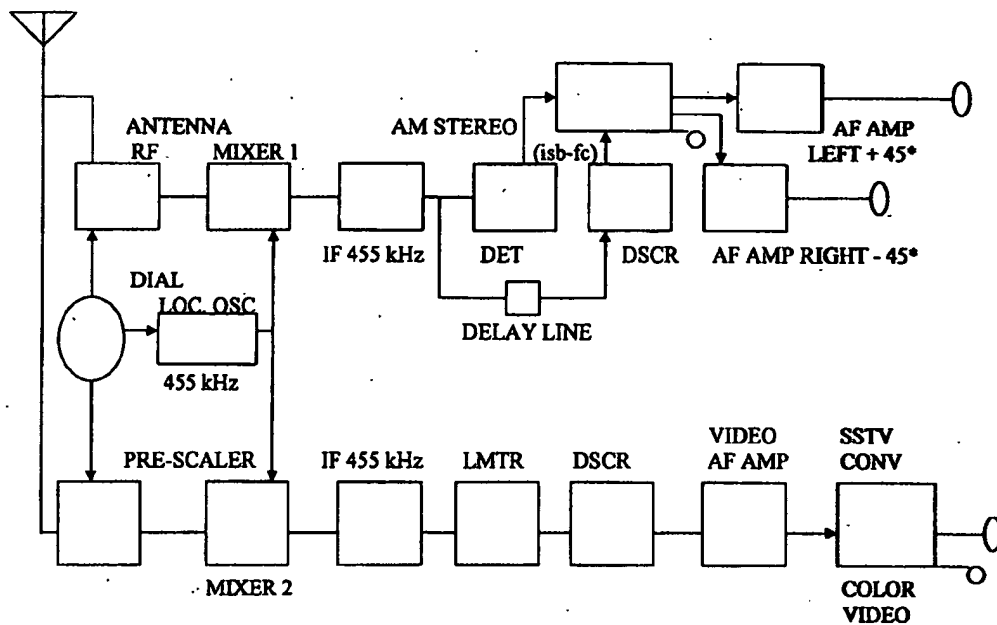 ANTENNA
RF
MIXER 1
AM STEREO
(isb-fc)
AF AMP
LEFT + 45*
IF 455 kHz
DET
DSCR
AF AMP RIGHT - 45*
DIAL
LOC. OSC
DELAY LINE
455 kHz
PRE-SCALER
IF 455 kHz
LMTR
DSCR
VIDEO
AF AMP
SSTV
CONV
MIXER 2
COLOR
VIDEO